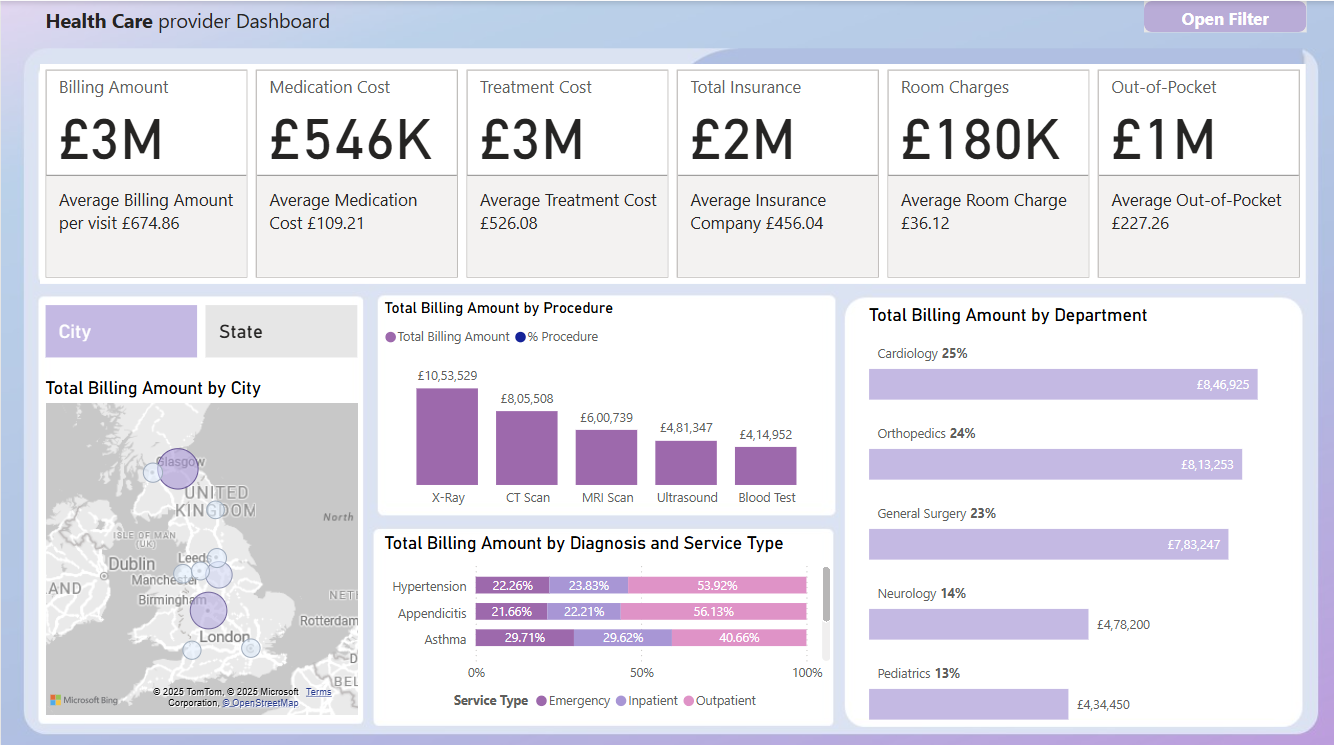 Health Care provider Dashboard
Open Filter
Billing Amount
£3M
Average Billing Amount
per visit £674.86
Medication Cost
£546K
Average Medication
Cost £109.21
Treatment Cost
£3M
Average Treatment Cost
£526.08
Total Insurance
£2M
Average Insurance
Company £456.04
Room Charges
£180K
Average Room Charge
£36.12
Out-of-Pocket
£1M
Average Out-of-Pocket
£227.26
City
State
Total Billing Amount by City
Glasgow
UNITED
KINGDOM
North
ISLE OF MAN
(UK)
Leeds
Dublin
Manchester
AND
Birmingham
NET
Rotterdam
London
BEL
Microsoft Bing
© 2025 TomTom, © 2025 Microsoft Terms
Corporation, © OpenStreetMap
Total Billing Amount by Procedure
Total Billing Amount % Procedure
£10,53,529
£8,05,508
£6,00,739
£4,81,347
£4,14,952
X-Ray CT Scan MRI Scan Ultrasound Blood Test
Total Billing Amount by Diagnosis and Service Type
Hypertension 22.26% 23.83% 53.92%
Appendicitis 21.66% 22.21% 56.13%
Asthma 29.71% 29.62% 40.66%
0% 50% 100%
Service Type Emergency Inpatient Outpatient
Total Billing Amount by Department
Cardiology 25%
£8,46,925
Orthopedics 24%
£8,13,253
General Surgery 23%
£7,83,247
Neurology 14%
£4,78,200
Pediatrics 13%
£4,34,450